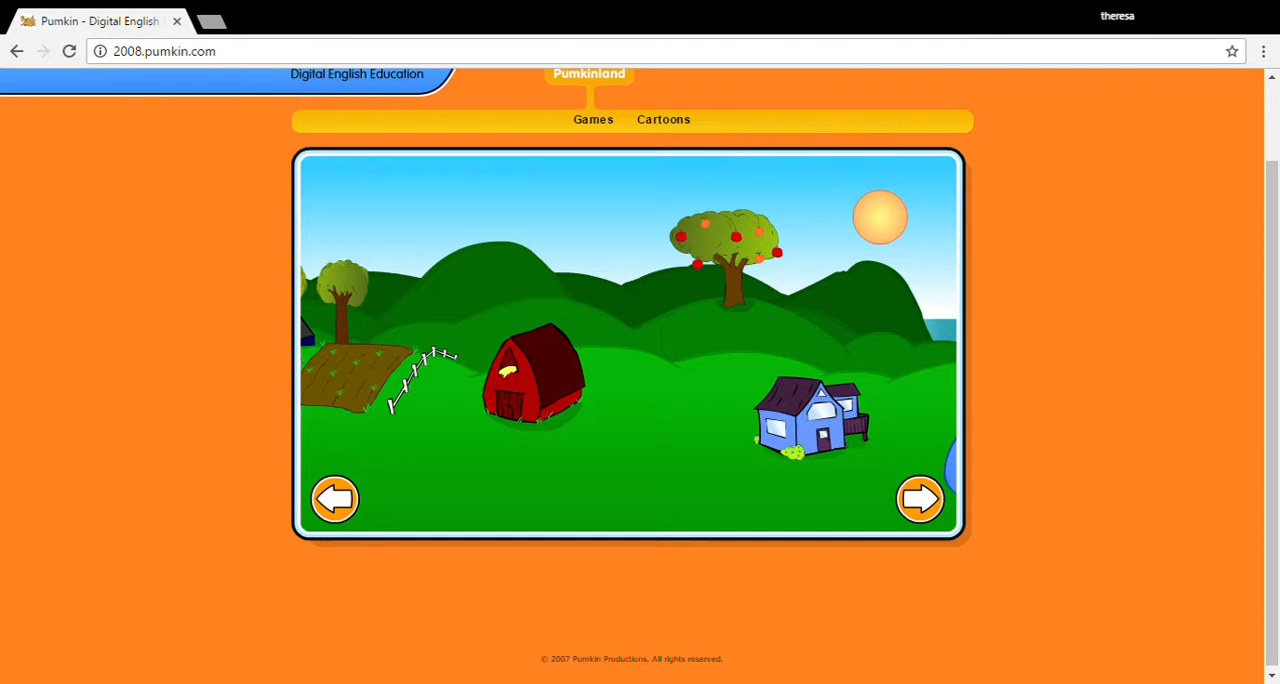 theresa
Pumkin - Digital English
2008.pumkin.com
Digital English Education
Pumkinland
Games Cartoons
© 2007 Pumkin Productions. All rights reserved.